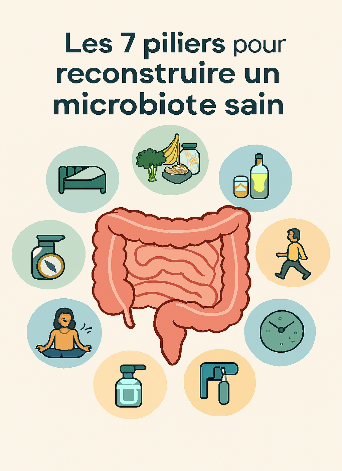 Les 7 piliers pour
reconstruire un
microbiote sain